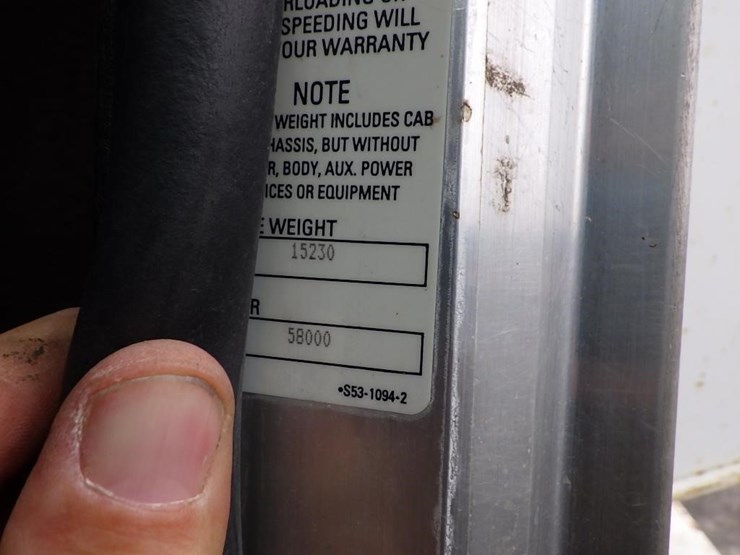 SPEEDING WILL
OUR WARRANTY
NOTE
WEIGHT INCLUDES CAB
HASSIS, BUT WITHOUT
R, BODY, AUX. POWER
ICES OR EQUIPMENT
E WEIGHT
15230
R
58000
•S53-1094-2